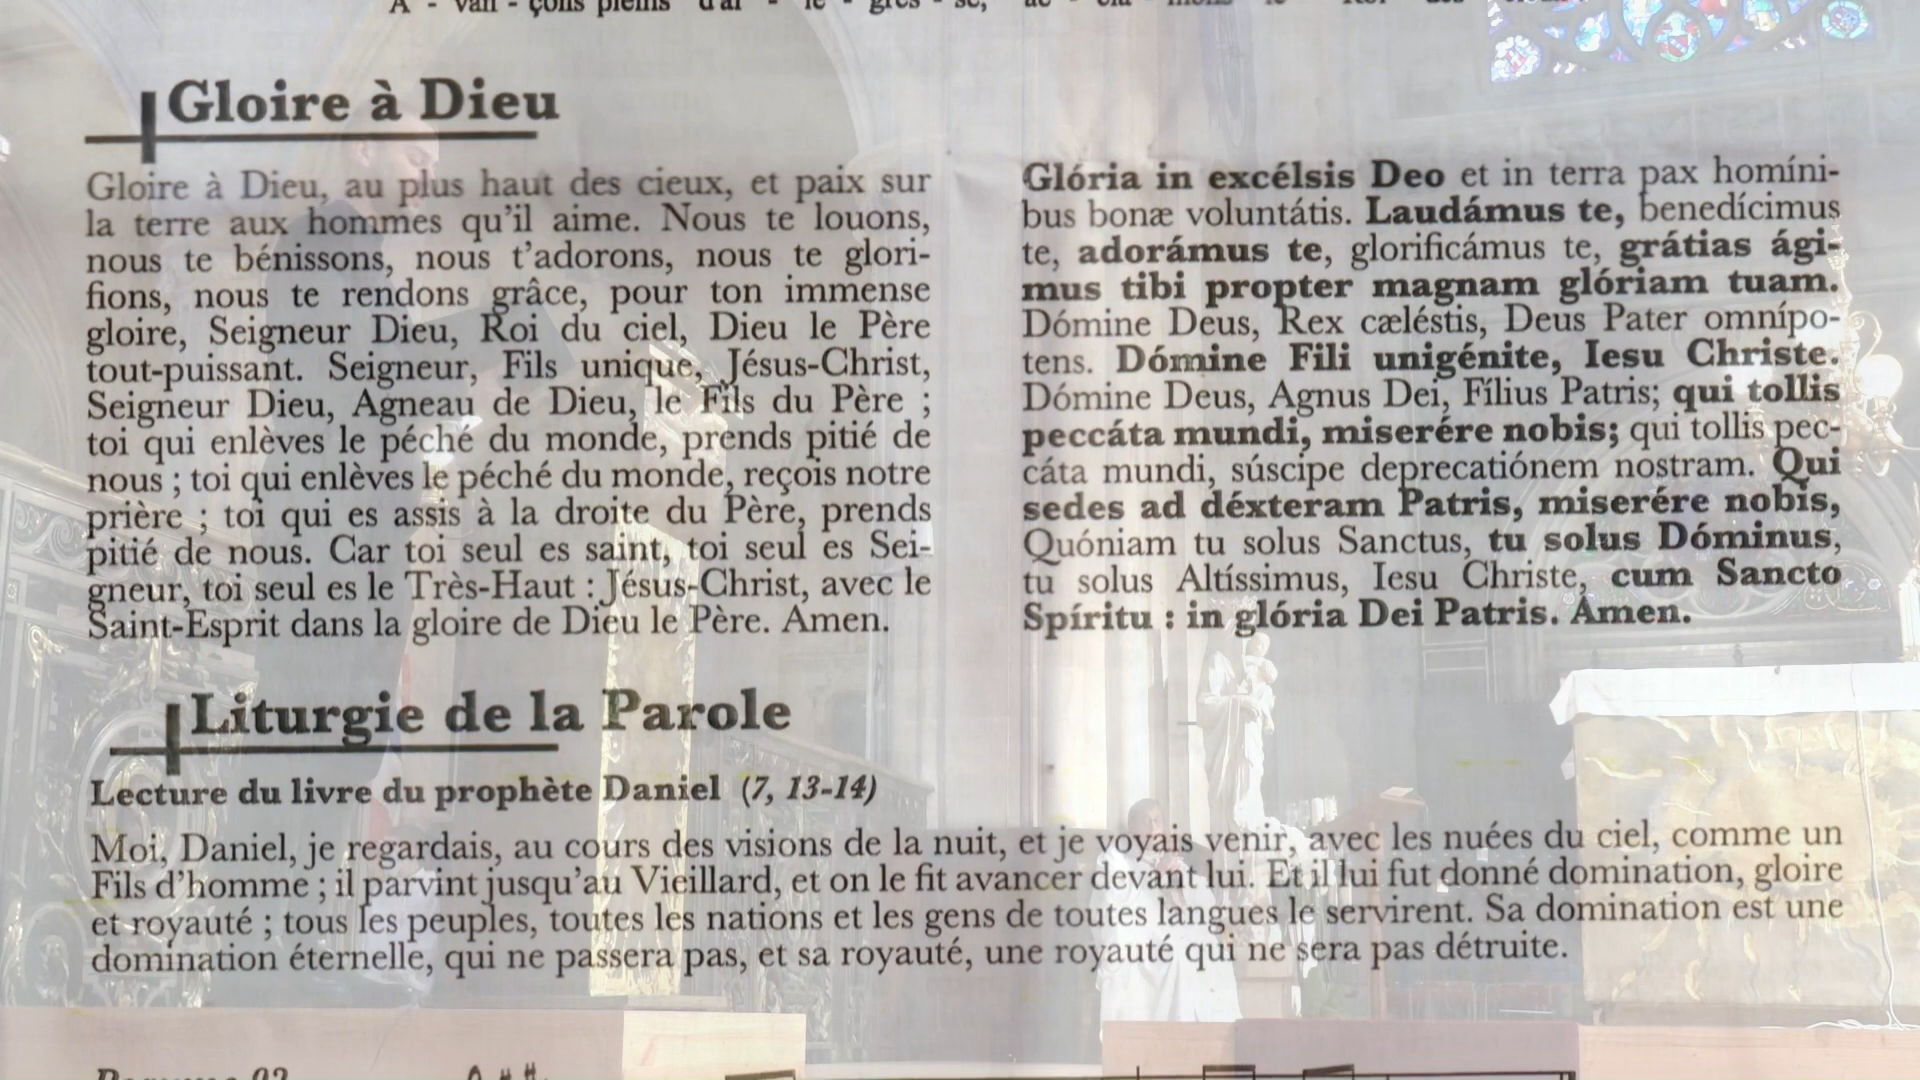 A - van - çons pleins d'al - lé - gres - se,
Gloire à Dieu
Gloire à Dieu, au plus haut des cieux, et paix sur
la terre aux hommes qu'il aime. Nous te louons,
nous te bénissons, nous t'adorons, nous te glori-
fions, nous te rendons grâce, pour ton immense
gloire, Seigneur Dieu, Roi du ciel, Dieu le Père
tout-puissant. Seigneur, Fils unique, Jésus-Christ,
Seigneur Dieu, Agneau de Dieu, le Fils du Père ;
toi qui enlèves le péché du monde, prends pitié de
nous ; toi qui enlèves le péché du monde, reçois notre
prière ; toi qui es assis à la droite du Père, prends
pitié de nous. Car toi seul es saint, toi seul es Sei-
gneur, toi seul es le Très-Haut : Jésus-Christ, avec le
Saint-Esprit dans la gloire de Dieu le Père. Amen.
Glória in excélsis Deo et in terra pax homíni-
bus bonæ voluntátis. Laudámus te, benedícimus
te, adorámus te, glorificámus te, grátias ági-
mus tibi propter magnam glóriam tuam.
Dómine Deus, Rex cæléstis, Deus Pater omnípo-
tens. Dómine Fili unigénite, Iesu Christe.
Dómine Deus, Agnus Dei, Fílius Patris; qui tollis
peccáta mundi, miserére nobis; qui tollis pec-
cáta mundi, súscipe deprecatiónem nostram. Qui
sedes ad déxteram Patris, miserére nobis,
Quóniam tu solus Sanctus, tu solus Dóminus,
tu solus Altíssimus, Iesu Christe, cum Sancto
Spíritu : in glória Dei Patris. Amen.
Liturgie de la Parole
Lecture du livre du prophète Daniel (7, 13-14)
Moi, Daniel, je regardais, au cours des visions de la nuit, et je voyais venir, avec les nuées du ciel, comme un
Fils d'homme ; il parvint jusqu'au Vieillard, et on le fit avancer devant lui. Et il lui fut donné domination, gloire
et royauté ; tous les peuples, toutes les nations et les gens de toutes langues le servirent. Sa domination est une
domination éternelle, qui ne passera pas, et sa royauté, une royauté qui ne sera pas détruite.